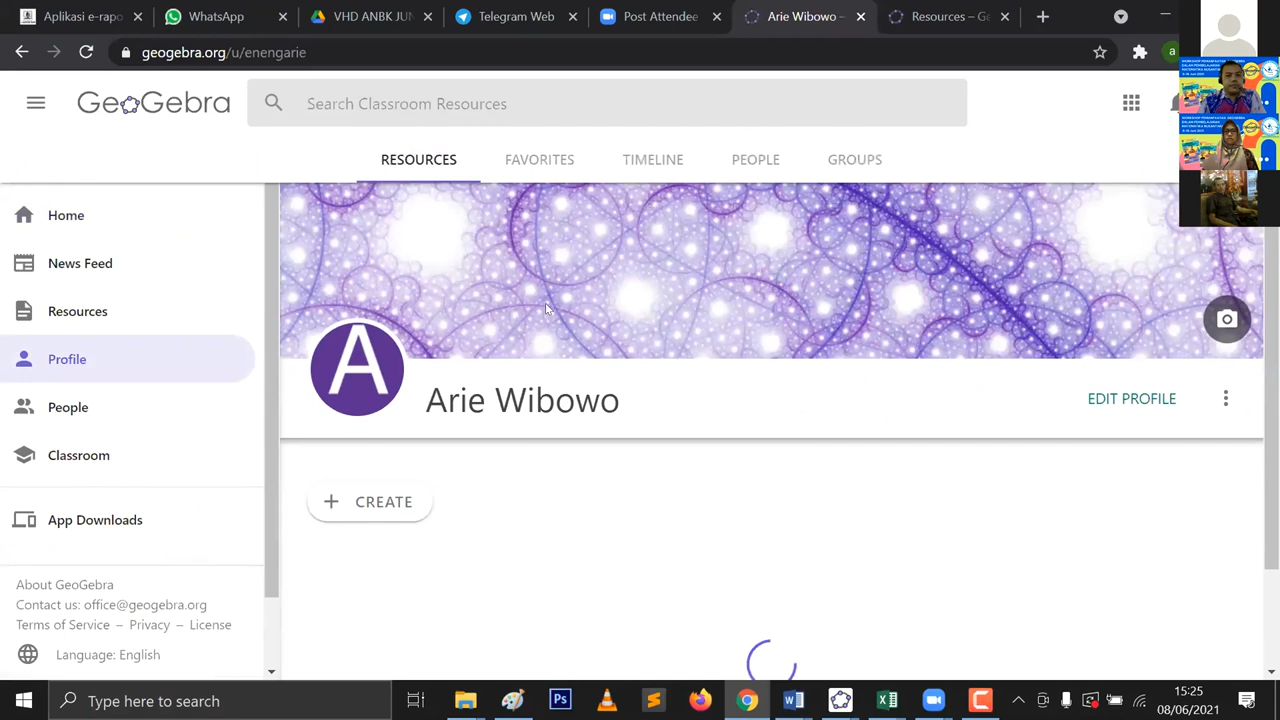 Aplikasi e-rapo
WhatsApp
VHD ANBK JUN
Telegram Web
Post Attendee
Arie Wibowo –
Resources – Ge
geogebra.org/u/enengarie
a
GeoGebra
Search Classroom Resources
RESOURCES
FAVORITES
TIMELINE
PEOPLE
GROUPS
Home
News Feed
Resources
Profile
People
Classroom
App Downloads
About GeoGebra
Contact us: office@geogebra.org
Terms of Service – Privacy – License
Language: English
A
Arie Wibowo
EDIT PROFILE
+ CREATE
Type here to search
Ps
15:25
08/06/2021